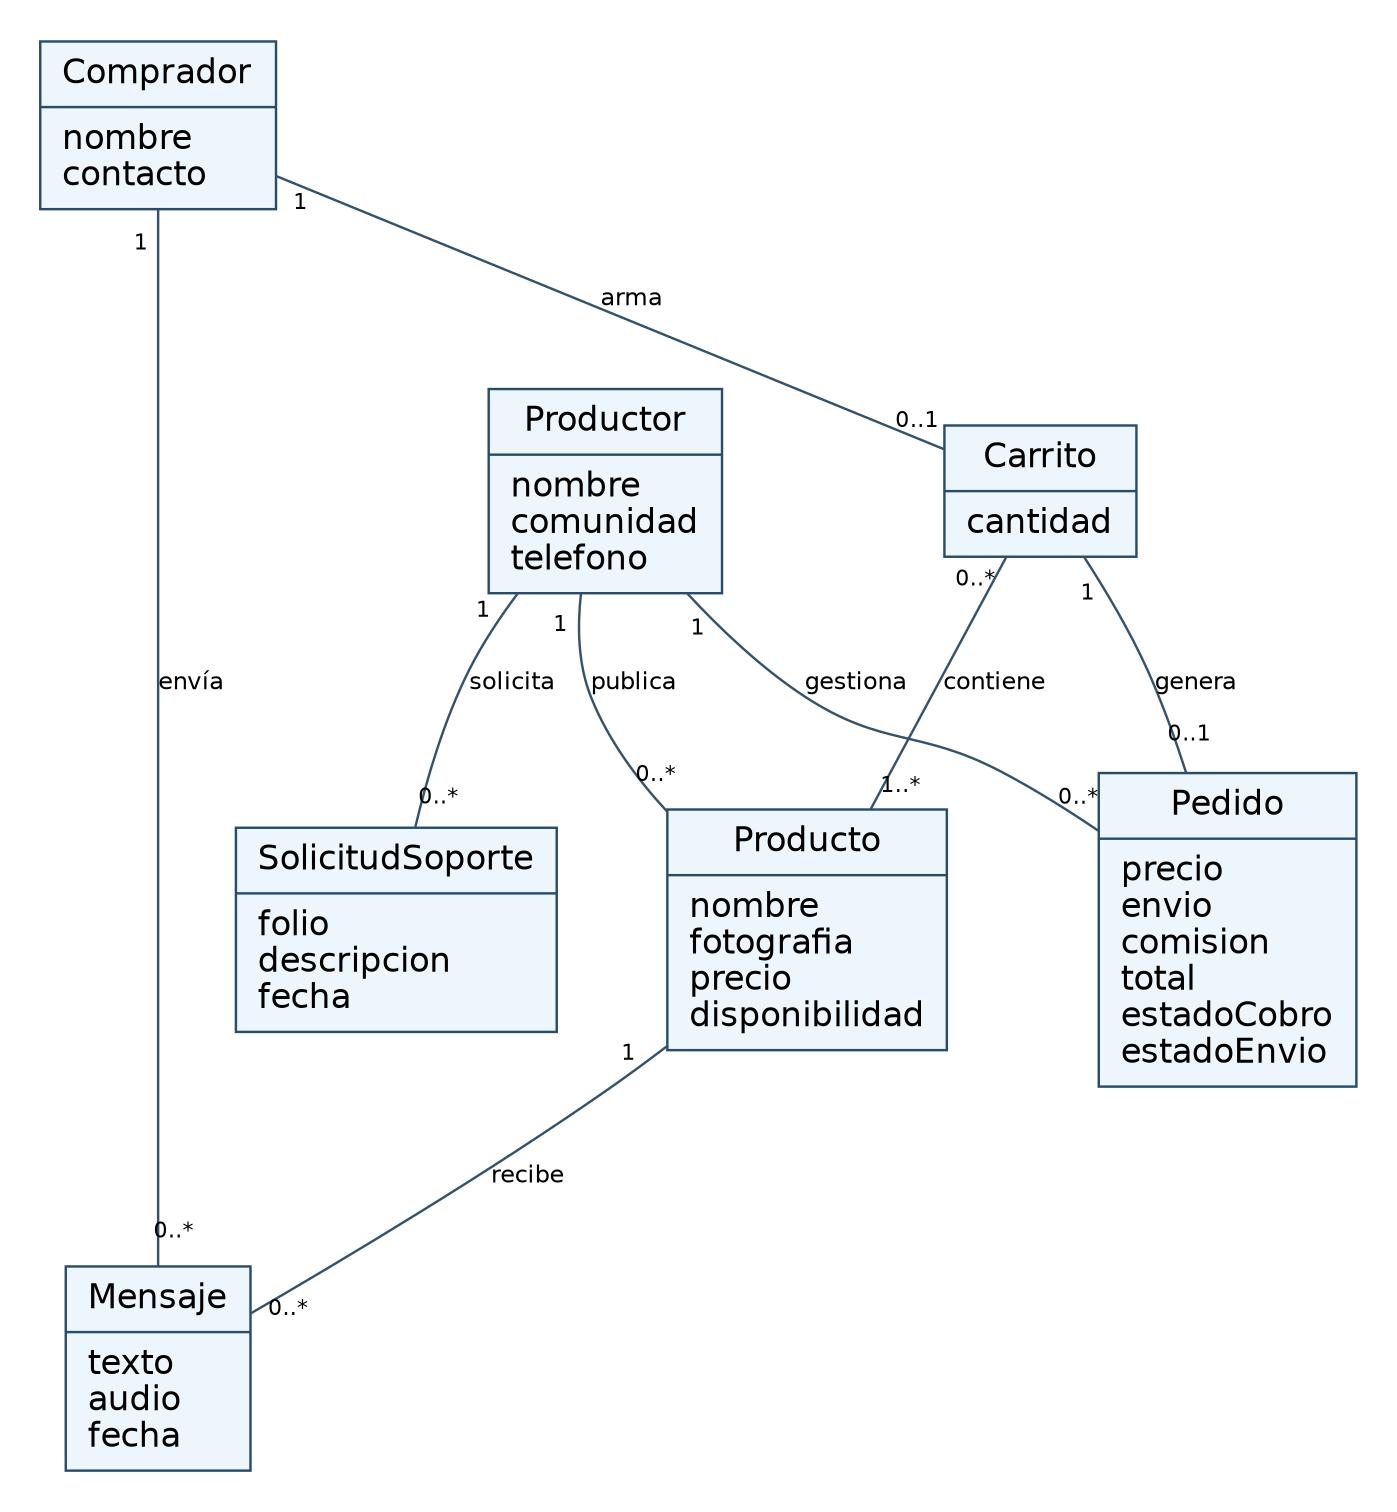 Comprador
nombre
contacto
1
1
arma
0..1
Productor
nombre
comunidad
telefono
Carrito
cantidad
1
1
1
0..*
1
envía
solicita
publica
gestiona
contiene
genera
0..1
0..*
0..*
1..*
0..*
SolicitudSoporte
folio
descripcion
fecha
Producto
nombre
fotografia
precio
disponibilidad
Pedido
precio
envio
comision
total
estadoCobro
estadoEnvio
1
recibe
0..*
0..*
Mensaje
texto
audio
fecha